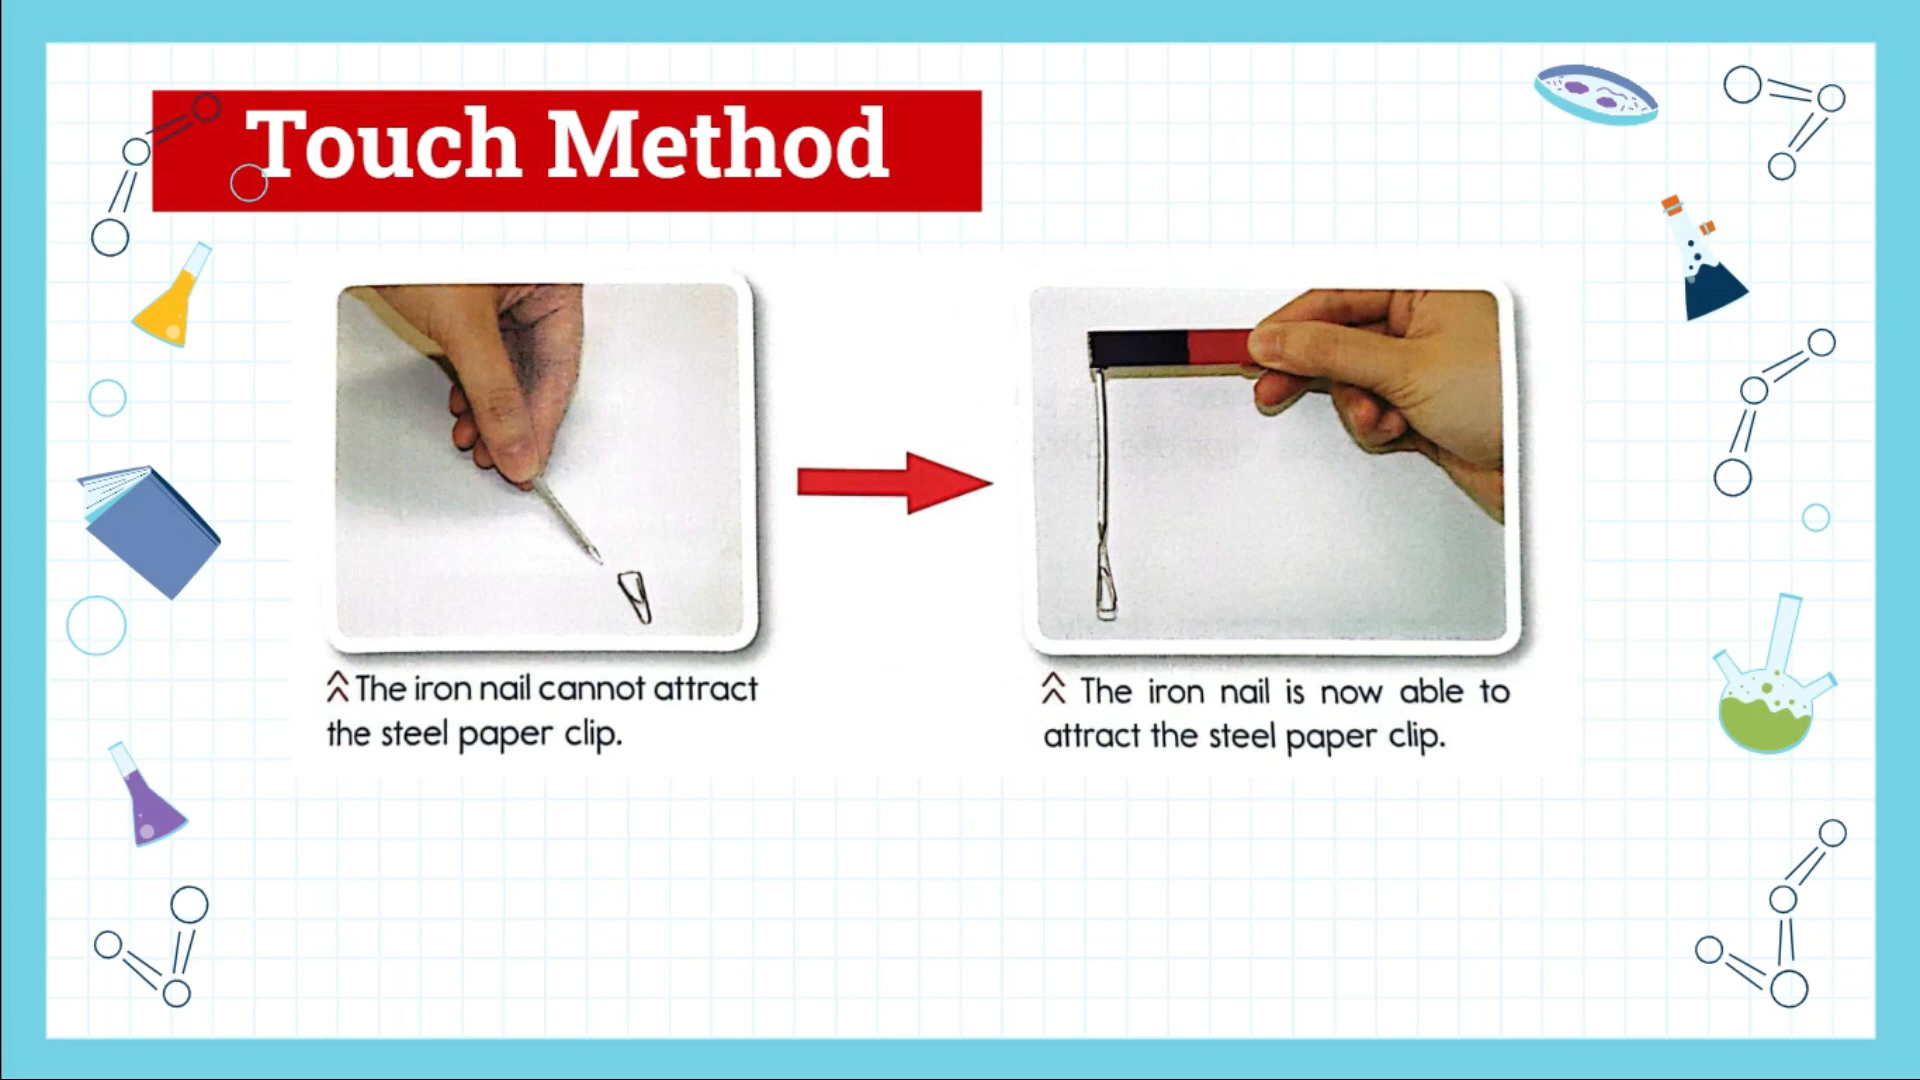 Touch Method
The iron nail cannot attract
the steel paper clip.
The iron nail is now able to
attract the steel paper clip.